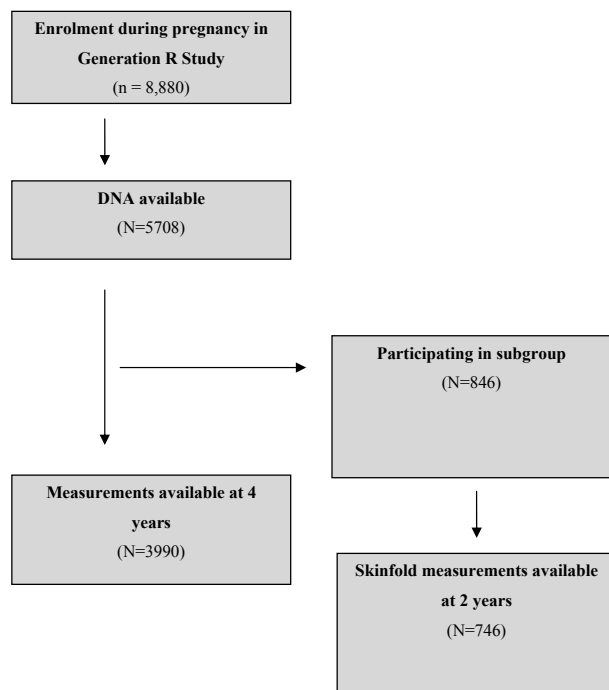 Enrolment during pregnancy in
Generation R Study
(n = 8,880)
DNA available
(N=5708)
Participating in subgroup
(N=846)
Measurements available at 4
years
(N=3990)
Skinfold measurements available
at 2 years
(N=746)